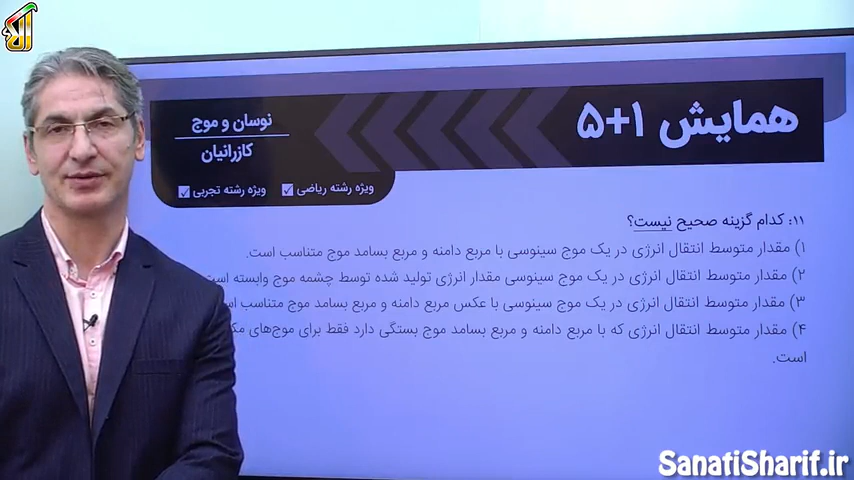 همایش ۱+۵
نوسان و موج
کازرانیان
ویژه رشته ریاضی
ویژه رشته تجربی
۱۱: کدام گزینه صحیح نیست؟
۱) مقدار متوسط انتقال انرژی در یک موج سینوسی با مربع دامنه و مربع بسامد موج متناسب است.
۲) مقدار متوسط انتقال انرژی در یک موج سینوسی مقدار انرژی تولید شده توسط چشمه موج وابسته است
۳) مقدار متوسط انتقال انرژی در یک موج سینوسی با عکس مربع دامنه و مربع بسامد موج متناسب
۴) مقدار متوسط انتقال انرژی که با مربع دامنه و مربع بسامد موج بستگی دارد فقط برای موج‌های
است.
SanatiSharif.ir